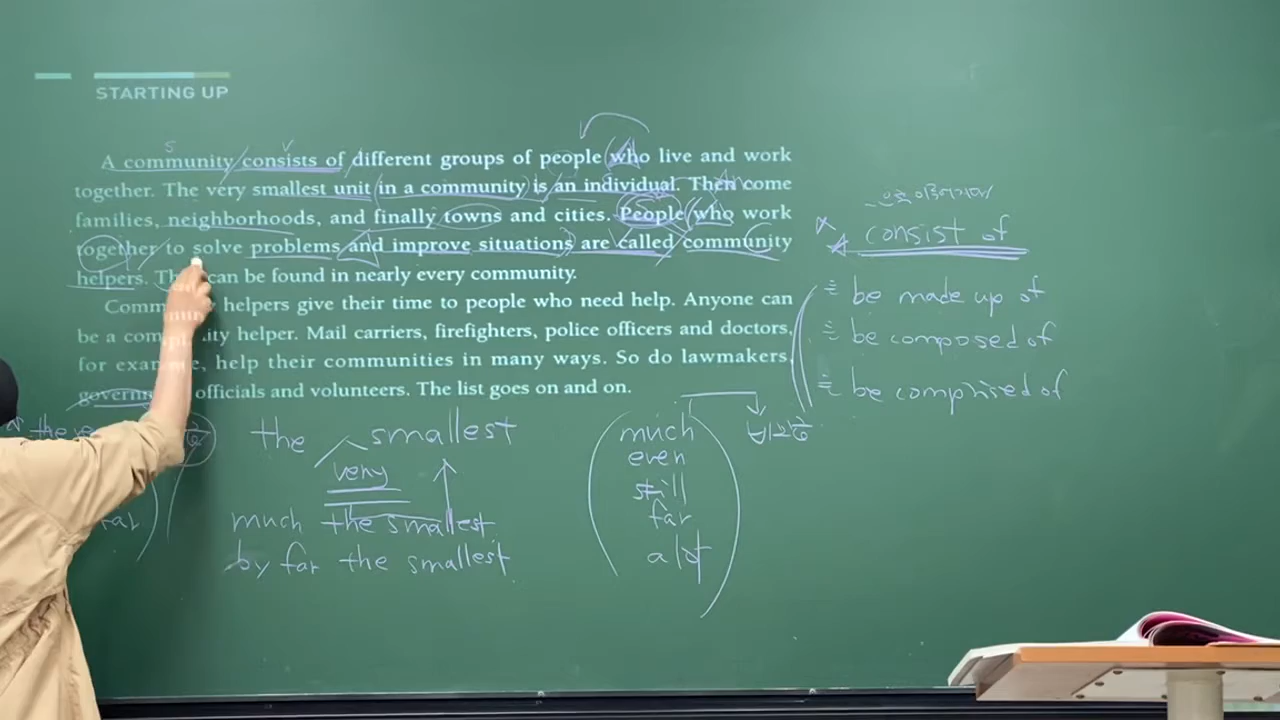 STARTING UP
s v
A community consists of different groups of people who live and work
together. The very smallest unit in a community is an individual. Then come
families, neighborhoods, and finally towns and cities. People who work
together to solve problems and improve situations are called community
helpers. can be found in nearly every community.
helpers give their time to people who need help. Anyone can
be a helper. Mail carriers, firefighters, police officers and doctors,
for help their communities in many ways. So do lawmakers,
officials and volunteers. The list goes on and on.
consist of
= be made up of
= be composed of
= be comprised of
the smallest
very
much the smallest
by far the smallest
much
even
still
far
a lot
비교급